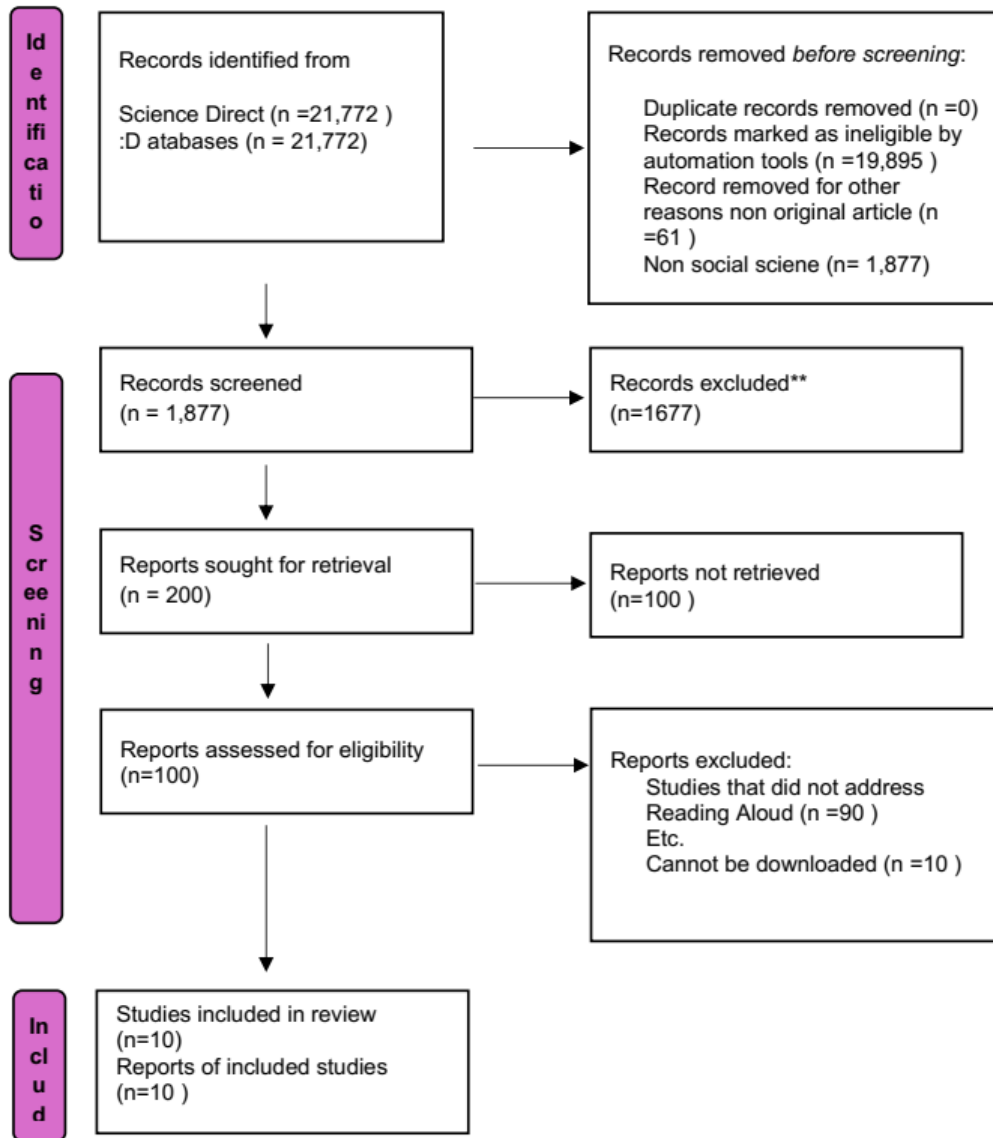 Id
e
nt
ifi
ca
ti
o
Records identified from
Science Direct (n =21,772 )
:D atabases (n = 21,772)
Records removed before screening:
Duplicate records removed (n =0)
Records marked as ineligible by
automation tools (n =19,895 )
Record removed for other
reasons non original article (n
=61 )
Non social sciene (n= 1,877)
S
cr
ee
ni
n
g
Records screened
(n = 1,877)
Records excluded**
(n=1677)
Reports sought for retrieval
(n = 200)
Reports not retrieved
(n=100 )
Reports assessed for eligibility
(n=100)
Reports excluded:
Studies that did not address
Reading Aloud (n =90 )
Etc.
Cannot be downloaded (n =10 )
In
cl
u
d
Studies included in review
(n=10)
Reports of included studies
(n=10 )